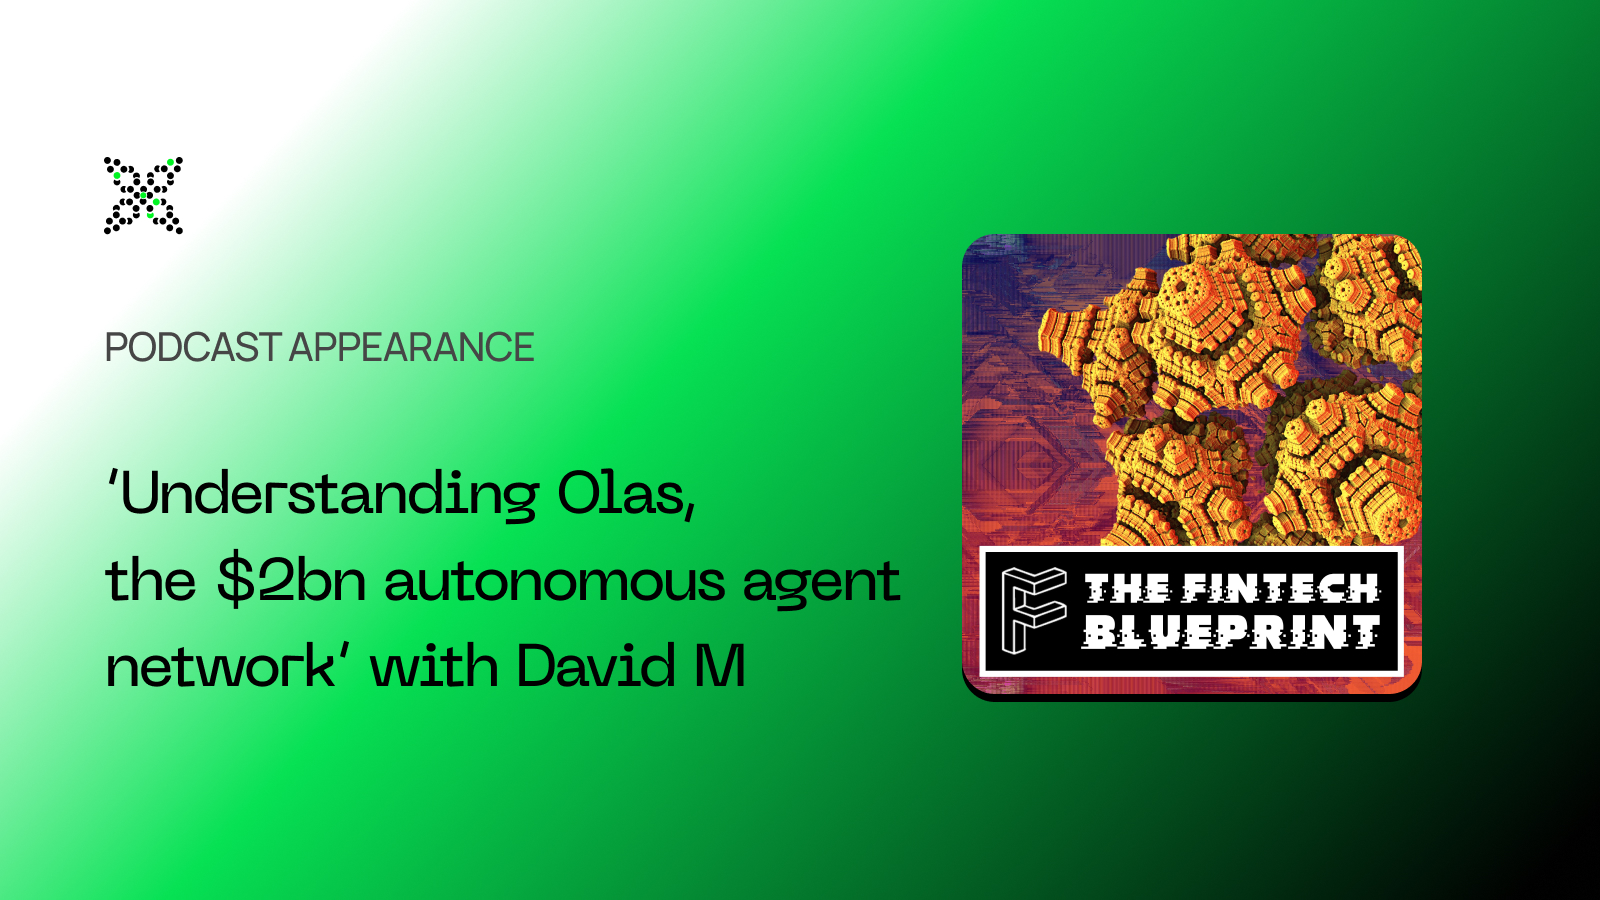 PODCAST APPEARANCE
‘Understanding Olas,
the $2bn autonomous agent
network’ with David M
THE FINTECH
BLUEPRINT